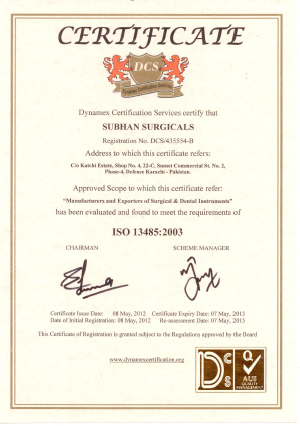 CERTIFICATE
DCS
Dynamex Certification Services
Dynamex Certification Services certify that
SUBHAN SURGICALS
Registration No. DCS/435554-B
Address to which this certificate refers:
C/o Katchi Estate, Shop No. 4, 22-C, Sunset Commercial St. No. 2,
Phase-4, Defence Karachi - Pakistan.
Approved Scope to which this certificate refer:
"Manufacturers and Exporters of Surgical & Dental Instruments"
has been evaluated and found to meet the requirements of
ISO 13485:2003
CHAIRMAN SCHEME MANAGER
Certificate Issue Date: 08 May, 2012 Certificate Expiry Date: 07 May, 2013
Date of Initial Registration: 08 May, 2012 Re-assessment Date: 07 May, 2015
This Certificate of Registration is granted subject to the Regulations approved by the Board
www.dynamexcertification.org
DCS
AUS
QUALITY
MANAGEMENT